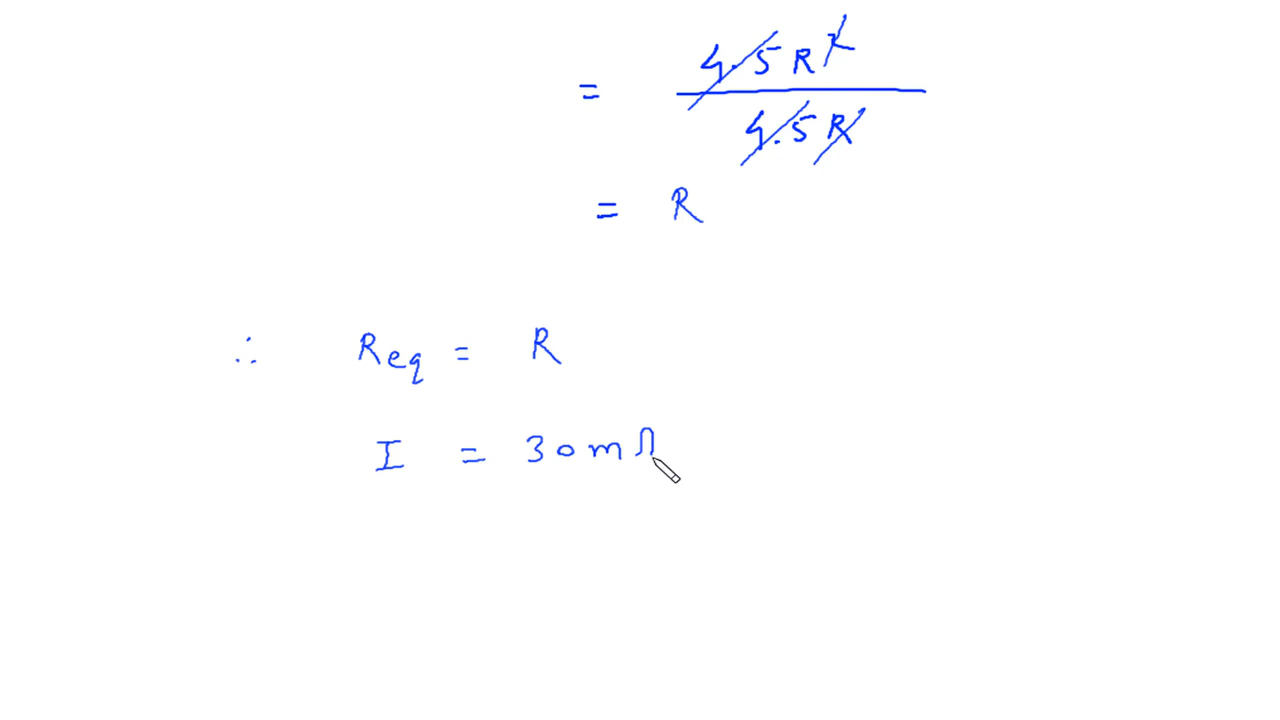 = 4.5 R²
4.5 R
= R
∴ Req = R
I = 30 mΩ